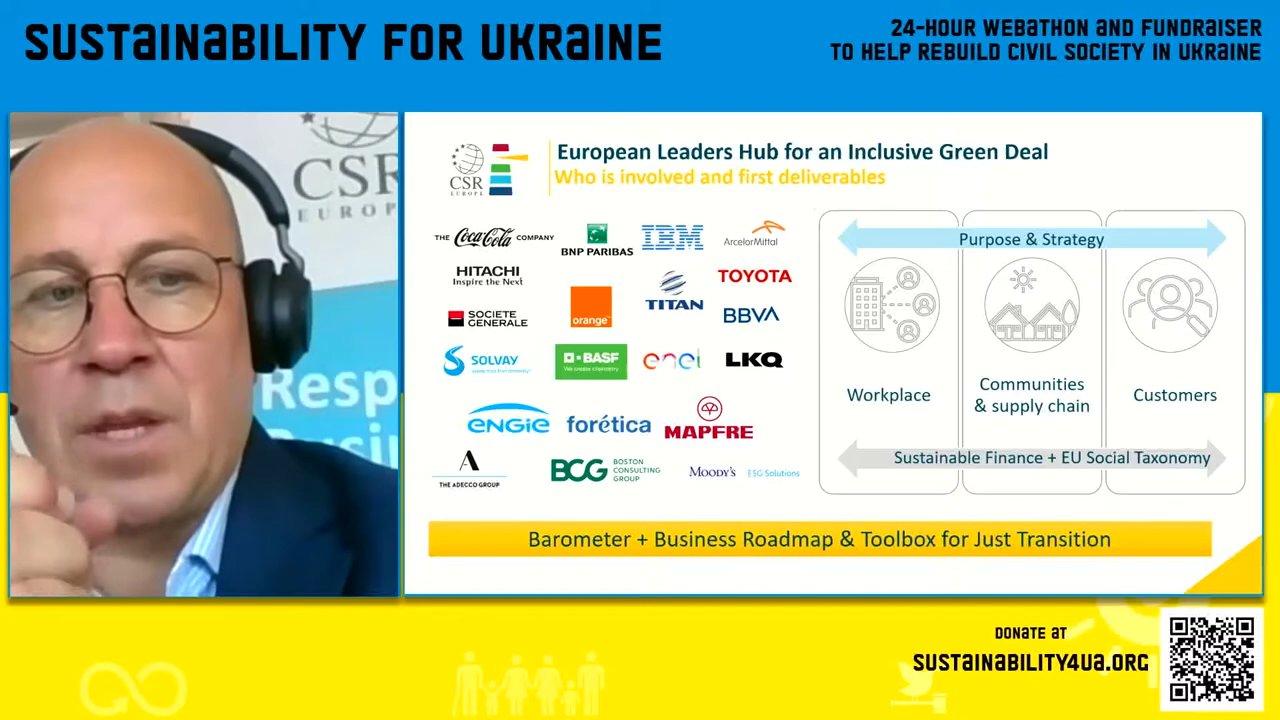 SUSTAINABILITY FOR UKRAINE
24-HOUR WEBATHON AND FUNDRAISER
TO HELP REBUILD CIVIL SOCIETY IN UKRAINE
CSR
EUROP
Resp
Busi
CSR
EUROPE
European Leaders Hub for an Inclusive Green Deal
Who is involved and first deliverables
THE Coca-Cola COMPANY
BNP PARIBAS
IBM
ArcelorMittal
HITACHI
Inspire the Next
orange
TITAN
TOYOTA
SOCIETE
GENERALE
BBVA
SOLVAY
BASF
We create chemistry
enel
LKQ
ENGIE
forética
MAPFRE
A
THE ADECCO GROUP
BCG
BOSTON
CONSULTING
GROUP
MOODY'S ESG Solutions
Purpose & Strategy
Workplace
Communities
& supply chain
Customers
Sustainable Finance + EU Social Taxonomy
Barometer + Business Roadmap & Toolbox for Just Transition
DONATE AT
SUSTAINABILITY4UA.ORG